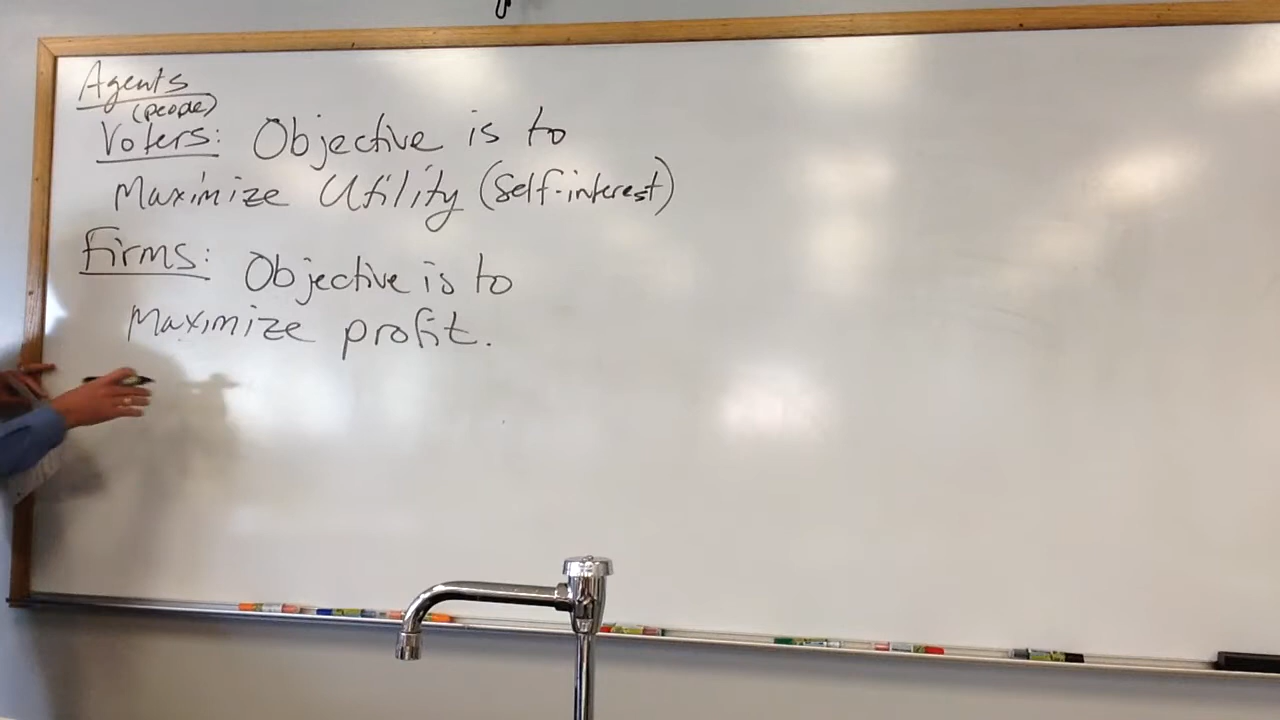 Agents
(people)
Voters: Objective is to
Maximize Utility (Self-interest)
Firms: Objective is to
Maximize profit.